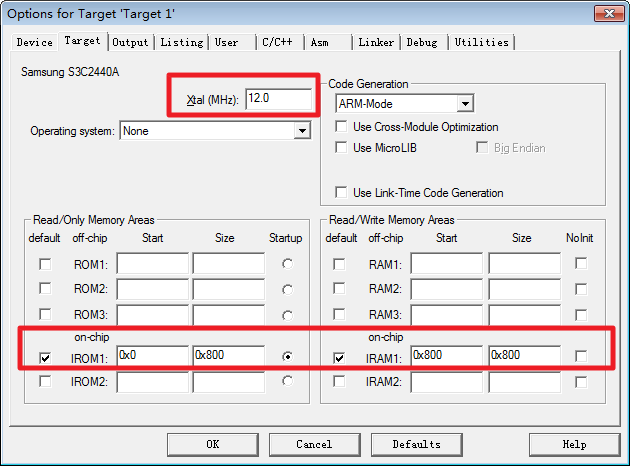 Options for Target 'Target 1'
Device Target Output Listing User C/C++ Asm Linker Debug Utilities
Samsung S3C2440A
Xtal (MHz): 12.0
Operating system: None
Code Generation
ARM-Mode
Use Cross-Module Optimization
Use MicroLIB Big Endian
Use Link-Time Code Generation
Read/Only Memory Areas
default off-chip Start Size Startup
ROM1:
ROM2:
ROM3:
on-chip
IROM1: 0x0 0x800
IROM2:
Read/Write Memory Areas
default off-chip Start Size NoInit
RAM1:
RAM2:
RAM3:
on-chip
IRAM1: 0x800 0x800
IRAM2:
OK Cancel Defaults Help